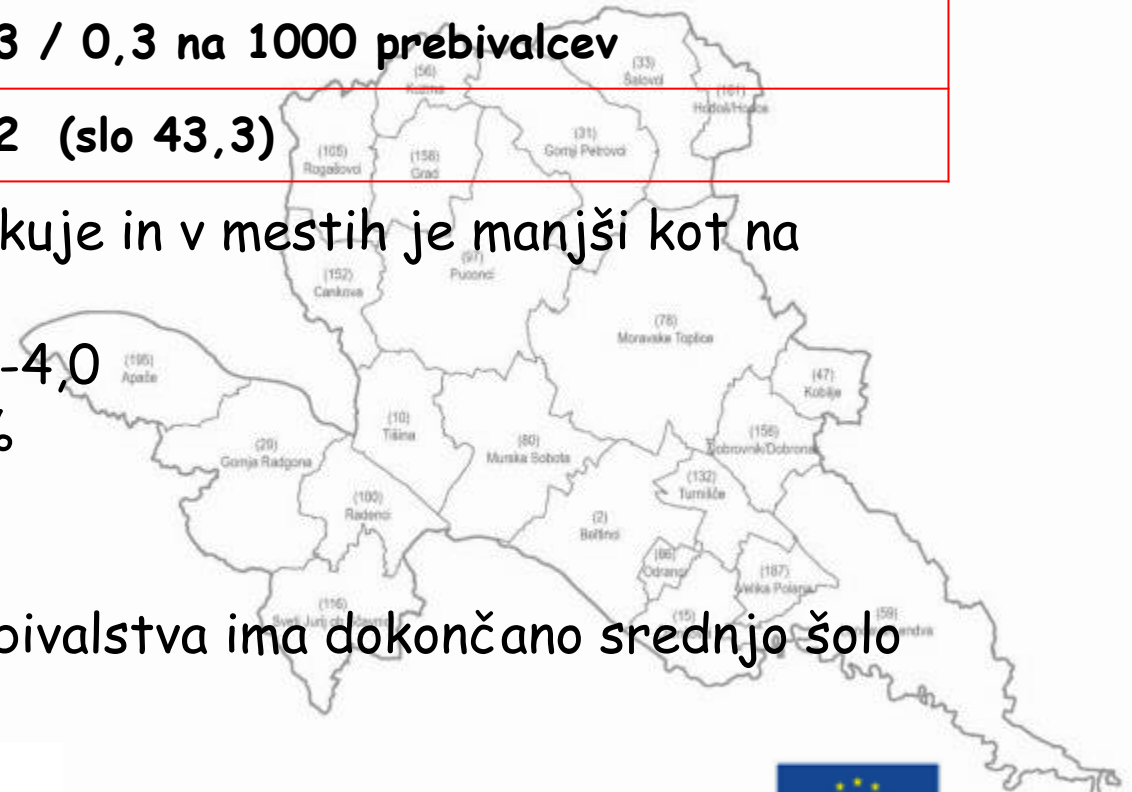 3 / 0,3 na 1000 prebivalcev
2 (slo 43,3)
kuje in v mestih je manjši kot na
-4,0
%
bivalstva ima dokončano srednjo šolo
(56)
Kuzma
(33)
Šalovci
(161)
Hodoš/Hodos
(31)
Gornji Petrovci
(105)
Rogašovci
(158)
Grad
(97)
Puconci
(152)
Cankova
(78)
Moravske Toplice
(47)
Kobilje
(195)
Apače
(10)
Tišina
(80)
Murska Sobota
(156)
Dobrovnik/Dobronak
(29)
Gornja Radgona
(132)
Turnišče
(100)
Radenci
(2)
Beltinci
(86)
Odranci
(187)
Velika Polana
(116)
Sveti Jurij
(15)
(59)